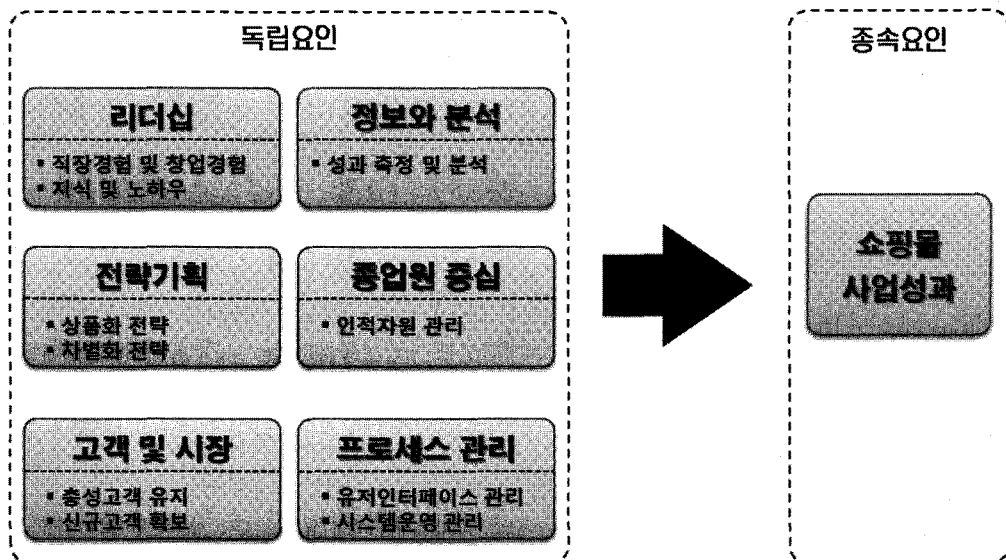 독립요인
리더십
▪ 직장경험 및 창업경험
▪ 지식 및 노하우
정보와 분석
▪ 성과 측정 및 분석
전략기획
▪ 상품화 전략
▪ 차별화 전략
종업원 중심
▪ 인적자원 관리
고객 및 시장
▪ 충성고객 유지
▪ 신규고객 확보
프로세스 관리
▪ 유저인터페이스 관리
▪ 시스템운영 관리
종속요인
쇼핑몰
사업성과